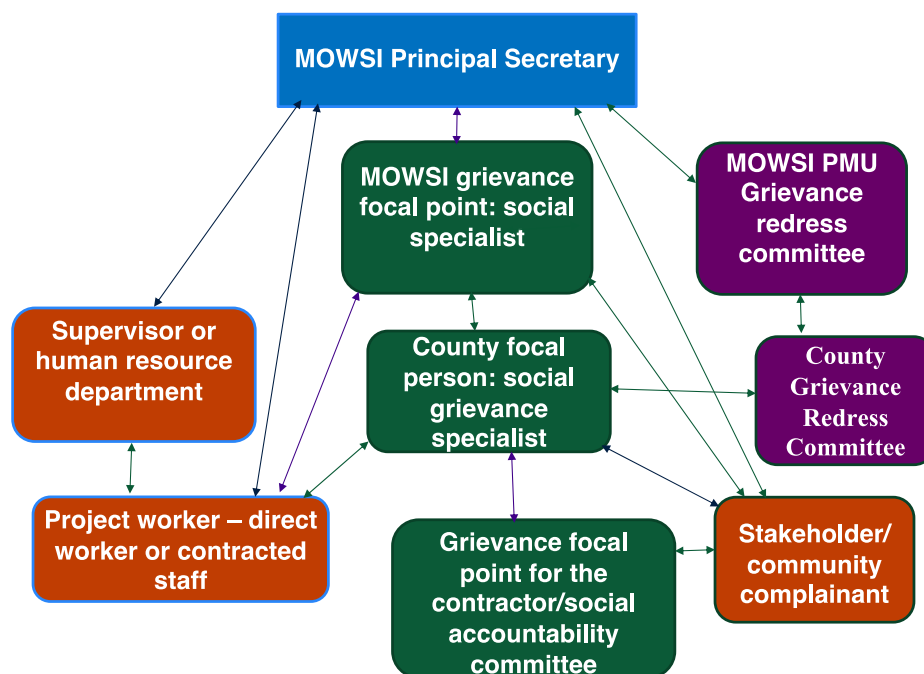 MOWSI Principal Secretary
MOWSI grievance
focal point: social
specialist
MOWSI PMU
Grievance
redress
committee
Supervisor or
human resource
department
County focal
person: social
grievance
specialist
County
Grievance
Redress
Committee
Project worker – direct
worker or contracted
staff
Grievance focal
point for the
contractor/social
accountability
committee
Stakeholder/
community
complainant